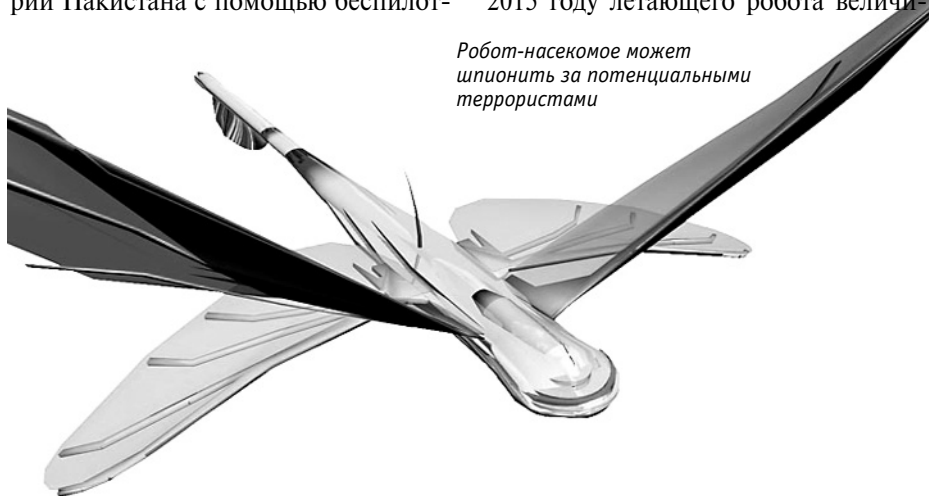 рии Пакистана с помощью беспилот-
2015 году летающего робота величи-
Робот-насекомое может
шпионить за потенциальными
террористами